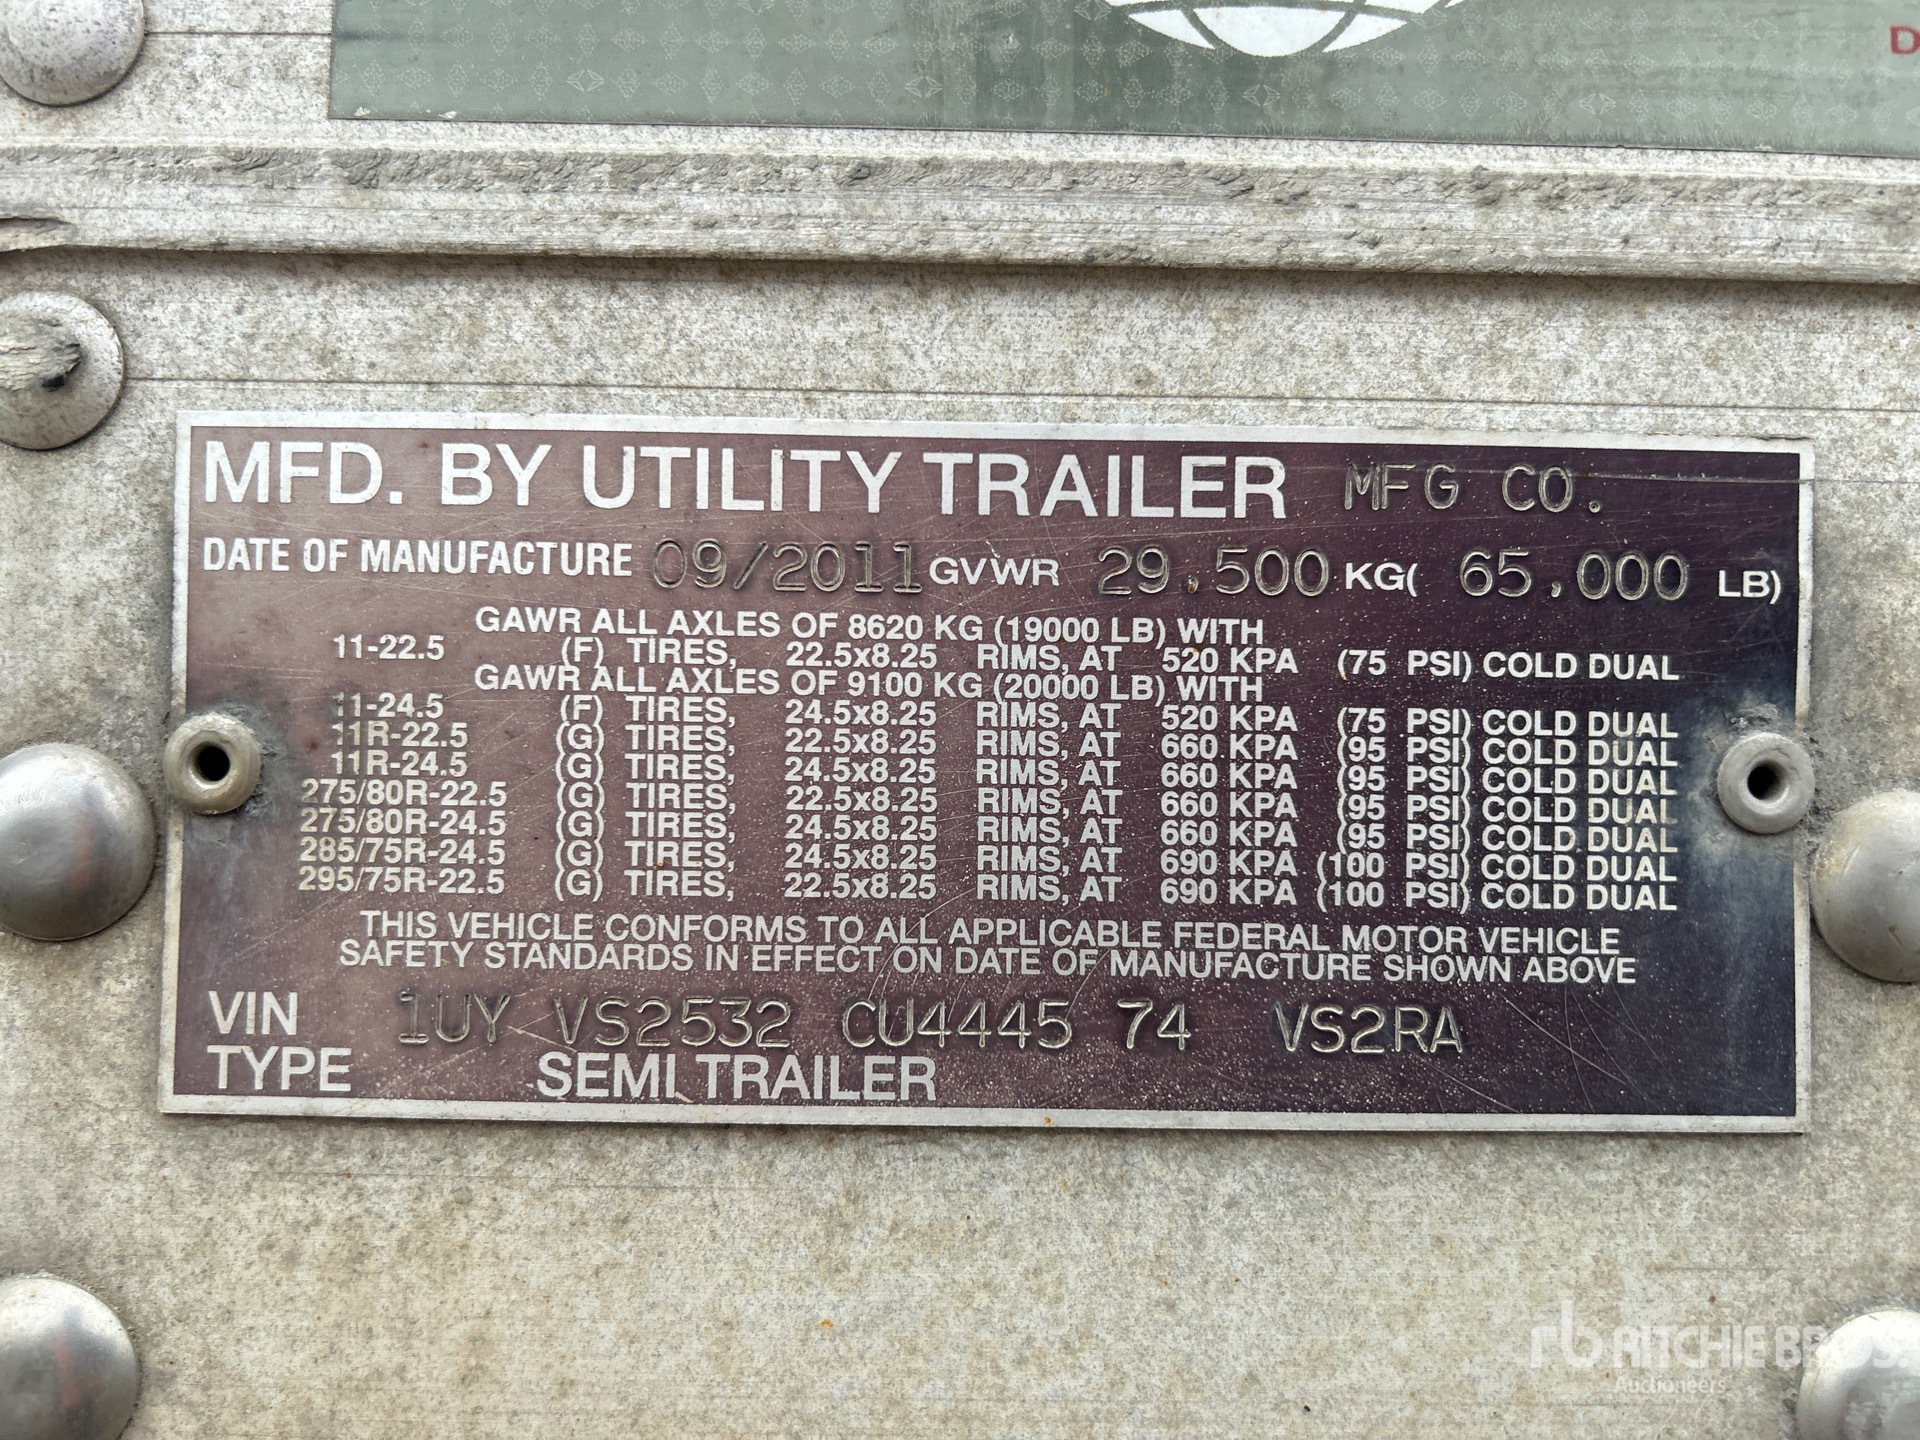 D
MFD. BY UTILITY TRAILER MFG CO.
DATE OF MANUFACTURE 09/2011 GVWR 29,500 KG( 65,000 LB)
GAWR ALL AXLES OF 8620 KG (19000 LB) WITH
11-22.5 (F) TIRES, 22.5x8.25 RIMS, AT 520 KPA (75 PSI) COLD DUAL
GAWR ALL AXLES OF 9100 KG (20000 LB) WITH
11-24.5 (F) TIRES, 24.5x8.25 RIMS, AT 520 KPA (75 PSI) COLD DUAL
11R-22.5 (G) TIRES, 22.5x8.25 RIMS, AT 660 KPA (95 PSI) COLD DUAL
11R-24.5 (G) TIRES, 24.5x8.25 RIMS, AT 660 KPA (95 PSI) COLD DUAL
275/80R-22.5 (G) TIRES, 22.5x8.25 RIMS, AT 660 KPA (95 PSI) COLD DUAL
275/80R-24.5 (G) TIRES, 24.5x8.25 RIMS, AT 660 KPA (95 PSI) COLD DUAL
285/75R-24.5 (G) TIRES, 24.5x8.25 RIMS, AT 690 KPA (100 PSI) COLD DUAL
295/75R-22.5 (G) TIRES, 22.5x8.25 RIMS, AT 690 KPA (100 PSI) COLD DUAL
THIS VEHICLE CONFORMS TO ALL APPLICABLE FEDERAL MOTOR VEHICLE
SAFETY STANDARDS IN EFFECT ON DATE OF MANUFACTURE SHOWN ABOVE
VIN 1UY VS2532 CU4445 74 VS2RA
TYPE SEMI TRAILER
rb RITCHIE BROS.
Auctioneers